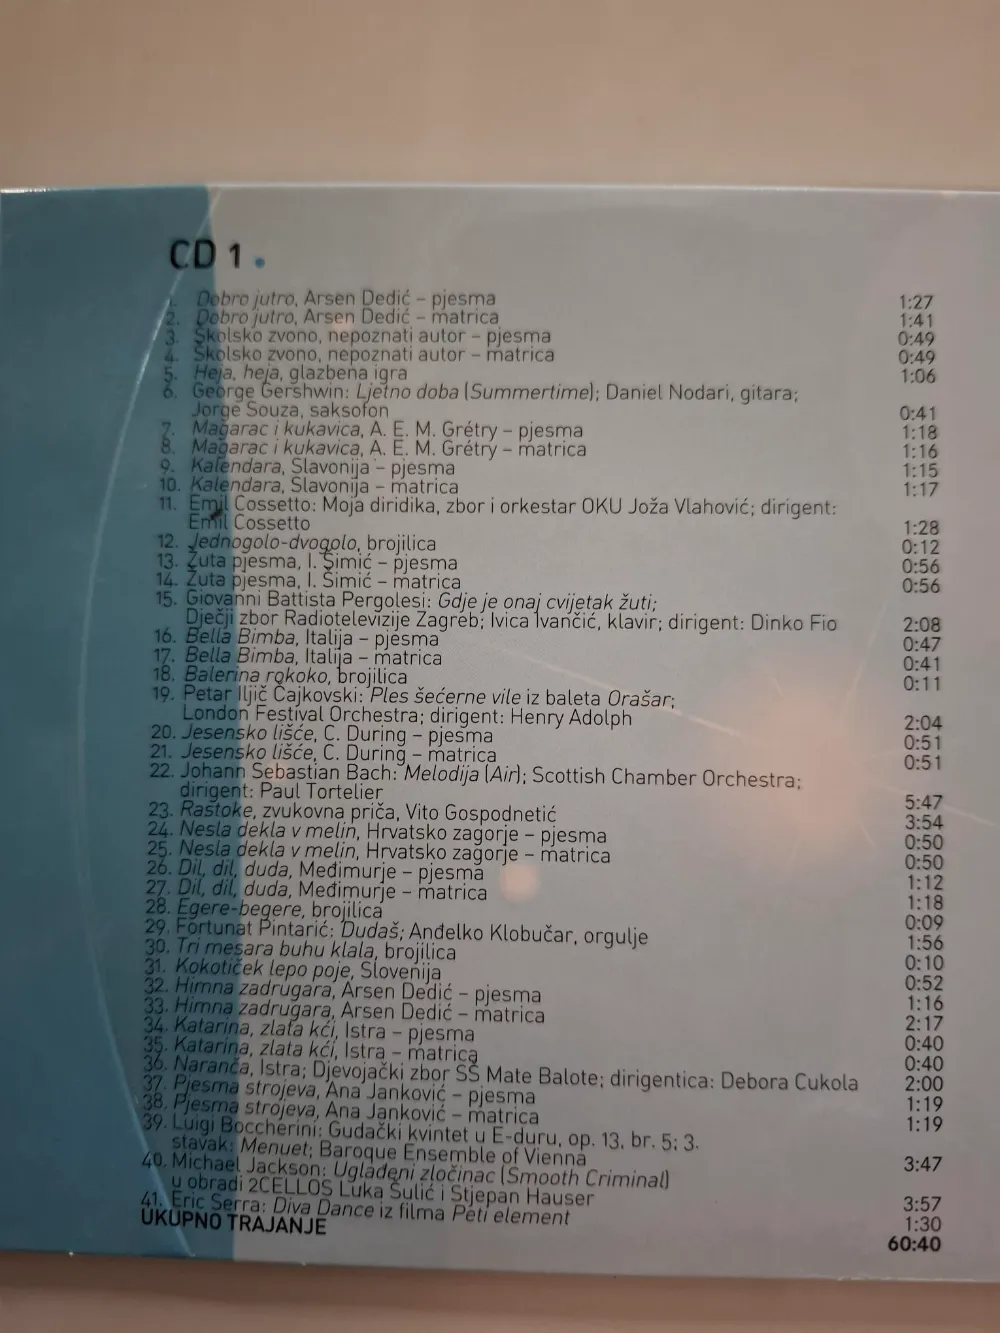 CD 1.
1. Dobro jutro, Arsen Dedić – pjesma 1:27
2. Dobro jutro, Arsen Dedić – matrica 1:41
3. Školsko zvono, nepoznati autor – pjesma 0:49
4. Školsko zvono, nepoznati autor – matrica 0:49
5. Heja, heja, glazbena igra 1:06
6. George Gershwin: Ljetno doba (Summertime); Daniel Nodari, gitara;
Jorge Souza, saksofon 0:41
7. Magarac i kukavica, A. E. M. Grétry – pjesma 1:18
8. Magarac i kukavica, A. E. M. Grétry – matrica 1:16
9. Kalendara, Slavonija – pjesma 1:15
10. Kalendara, Slavonija – matrica 1:17
11. Emil Cossetto: Moja diridika, zbor i orkestar OKU Joža Vlahović; dirigent:
Emil Cossetto 1:28
12. Jednogolo-dvogolo, brojilica 0:12
13. Žuta pjesma, I. Šimić – pjesma 0:56
14. Žuta pjesma, I. Šimić – matrica 0:56
15. Giovanni Battista Pergolesi: Gdje je onaj cvijetak žuti;
Dječji zbor Radiotelevizije Zagreb; Ivica Ivančić, klavir; dirigent: Dinko Fio 2:08
16. Bella Bimba, Italija – pjesma 0:47
17. Bella Bimba, Italija – matrica 0:41
18. Balerina rokoko, brojilica 0:11
19. Petar Iljič Čajkovski: Ples šećerne vile iz baleta Orašar;
London Festival Orchestra; dirigent: Henry Adolph 2:04
20. Jesensko lišće, C. During – pjesma 0:51
21. Jesensko lišće, C. During – matrica 0:51
22. Johann Sebastian Bach: Melodija (Air); Scottish Chamber Orchestra;
dirigent: Paul Tortelier 5:47
23. Rastoke, zvukovna priča, Vito Gospodnetić 3:54
24. Nesla dekla v melin, Hrvatsko zagorje – pjesma 0:50
25. Nesla dekla v melin, Hrvatsko zagorje – matrica 0:50
26. Dil, dil, duda, Međimurje – pjesma 1:12
27. Dil, dil, duda, Međimurje – matrica 1:18
28. Egere-begere, brojilica 0:09
29. Fortunat Pintarić: Dudaš; Anđelko Klobučar, orgulje 1:56
30. Tri mesara buhu klala, brojilica 0:10
31. Kokotiček lepo poje, Slovenija 0:52
32. Himna zadrugara, Arsen Dedić – pjesma 1:16
33. Himna zadrugara, Arsen Dedić – matrica 2:17
34. Katarina, zlata kći, Istra – pjesma 0:40
35. Katarina, zlata kći, Istra – matrica 0:40
36. Naranča, Istra; Djevojački zbor SŠ Mate Balote; dirigentica: Debora Cukola 2:00
37. Pjesma strojeva, Ana Janković – pjesma 1:19
38. Pjesma strojeva, Ana Janković – matrica 1:19
39. Luigi Boccherini: Gudački kvintet u E-duru, op. 13, br. 5; 3.
stavak: Menuet; Baroque Ensemble of Vienna 3:47
40. Michael Jackson: Uglađeni zločinac (Smooth Criminal)
u obradi 2CELLOS Luka Šulić i Stjepan Hauser 3:57
41. Eric Serra: Diva Dance iz filma Peti element 1:30
UKUPNO TRAJANJE 60:40